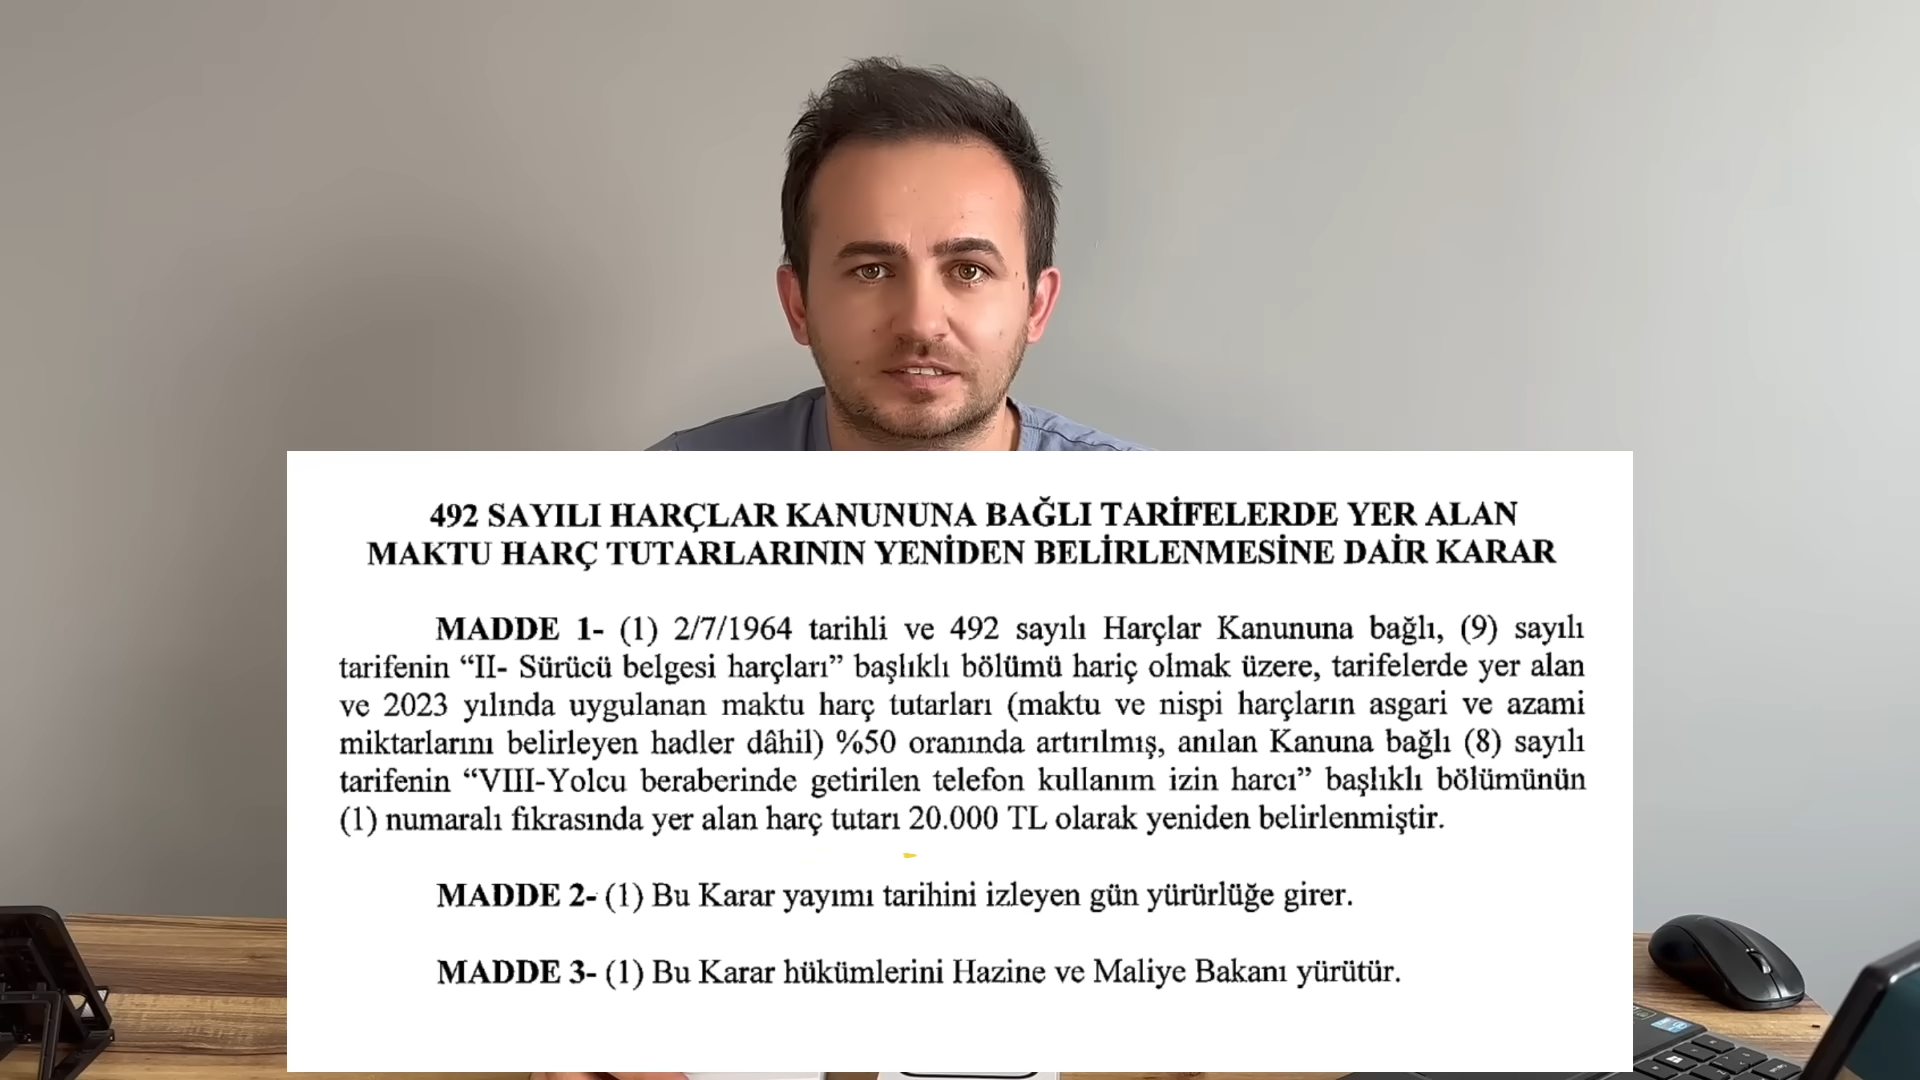 492 SAYILI HARÇLAR KANUNUNA BAĞLI TARİFELERDE YER ALAN
MAKTU HARÇ TUTARLARININ YENİDEN BELİRLENMESİNE DAİR KARAR
MADDE 1- (1) 2/7/1964 tarihli ve 492 sayılı Harçlar Kanununa bağlı, (9) sayılı
tarifenin “II- Sürücü belgesi harçları” başlıklı bölümü hariç olmak üzere, tarifelerde yer alan
ve 2023 yılında uygulanan maktu harç tutarları (maktu ve nispi harçların asgari ve azami
miktarlarını belirleyen hadler dâhil) %50 oranında artırılmış, anılan Kanuna bağlı (8) sayılı
tarifenin “VIII-Yolcu beraberinde getirilen telefon kullanım izin harcı” başlıklı bölümünün
(1) numaralı fıkrasında yer alan harç tutarı 20.000 TL olarak yeniden belirlenmiştir.
MADDE 2- (1) Bu Karar yayımı tarihini izleyen gün yürürlüğe girer.
MADDE 3- (1) Bu Karar hükümlerini Hazine ve Maliye Bakanı yürütür.